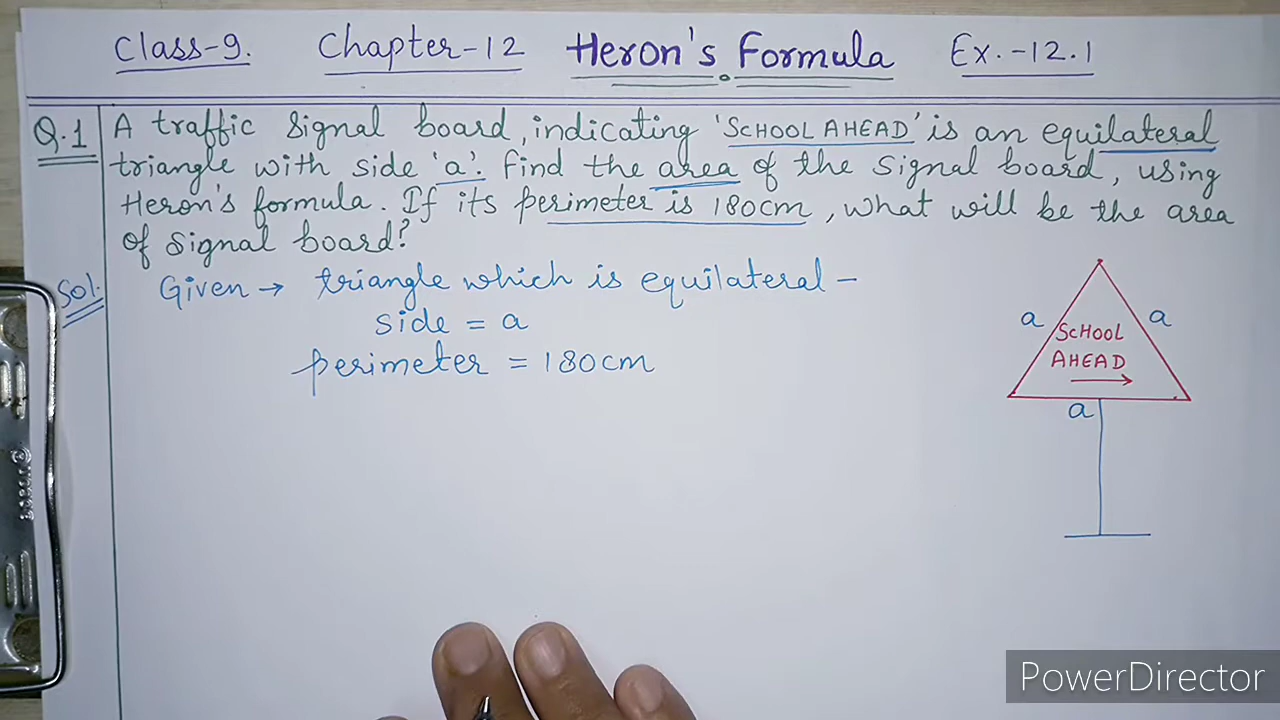 Class-9. Chapter-12 Heron's Formula Ex.-12.1
Q.1 A traffic signal board, indicating 'SCHOOL AHEAD' is an equilateral
triangle with side 'a'. Find the area of the signal board, using
Heron's formula. If its perimeter is 180cm, what will be the area
of signal board?
Sol. Given → triangle which is equilateral -
side = a
perimeter = 180cm
a a
SCHOOL
AHEAD
→
a
PowerDirector